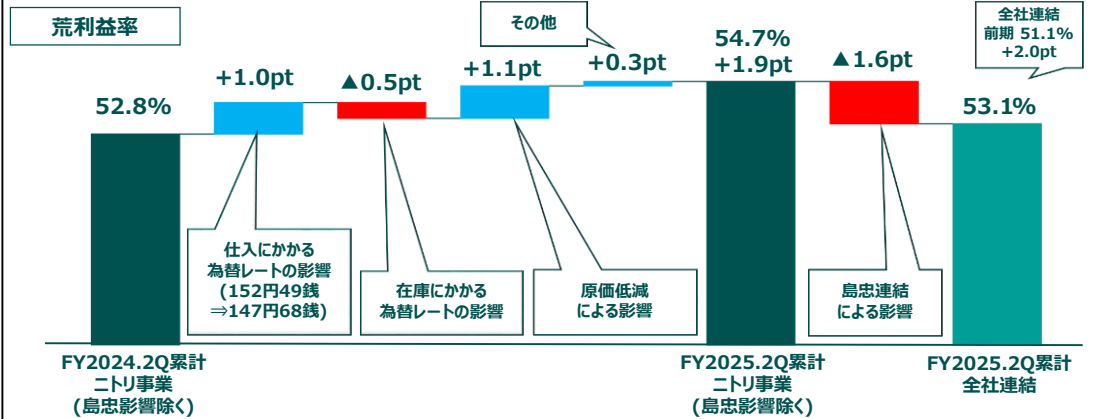 荒利益率
その他
全社連結
前期 51.1%
+2.0pt
52.8%
+1.0pt
▲0.5pt
+1.1pt
+0.3pt
54.7%
+1.9pt
▲1.6pt
53.1%
仕入にかかる
為替レートの影響
(152円49銭
⇒147円68銭)
在庫にかかる
為替レートの影響
原価低減
による影響
島忠連結
による影響
FY2024.2Q累計
ニトリ事業
(島忠影響除く)
FY2025.2Q累計
ニトリ事業
(島忠影響除く)
FY2025.2Q累計
全社連結